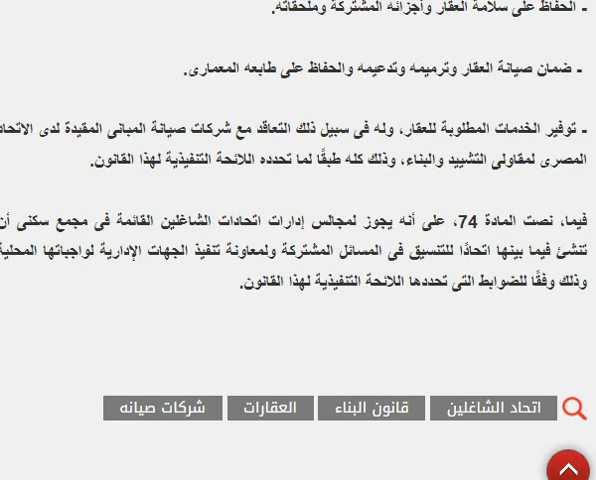 ـ الحفاظ على سلامة العقار وأجزائه المشتركة وملحقاته.
ـ ضمان صيانة العقار وترميمه وتدعيمه والحفاظ على طابعه المعمارى.
ـ توفير الخدمات المطلوبة للعقار، وله فى سبيل ذلك التعاقد مع شركات صيانة المبانى المقيدة لدى الاتحاد
المصرى لمقاولى التشييد والبناء، وذلك كله طبقًا لما تحدده اللائحة التنفيذية لهذا القانون.
فيما، نصت المادة 74، على أنه يجوز لمجالس إدارات اتحادات الشاغلين القائمة فى مجمع سكنى أن
تنشئ فيما بينها اتحادًا للتنسيق فى المسائل المشتركة ولمعاونة تنفيذ الجهات الإدارية لواجباتها المحلية
وذلك وفقًا للضوابط التى تحددها اللائحة التنفيذية لهذا القانون.
اتحاد الشاغلين قانون البناء العقارات شركات صيانه